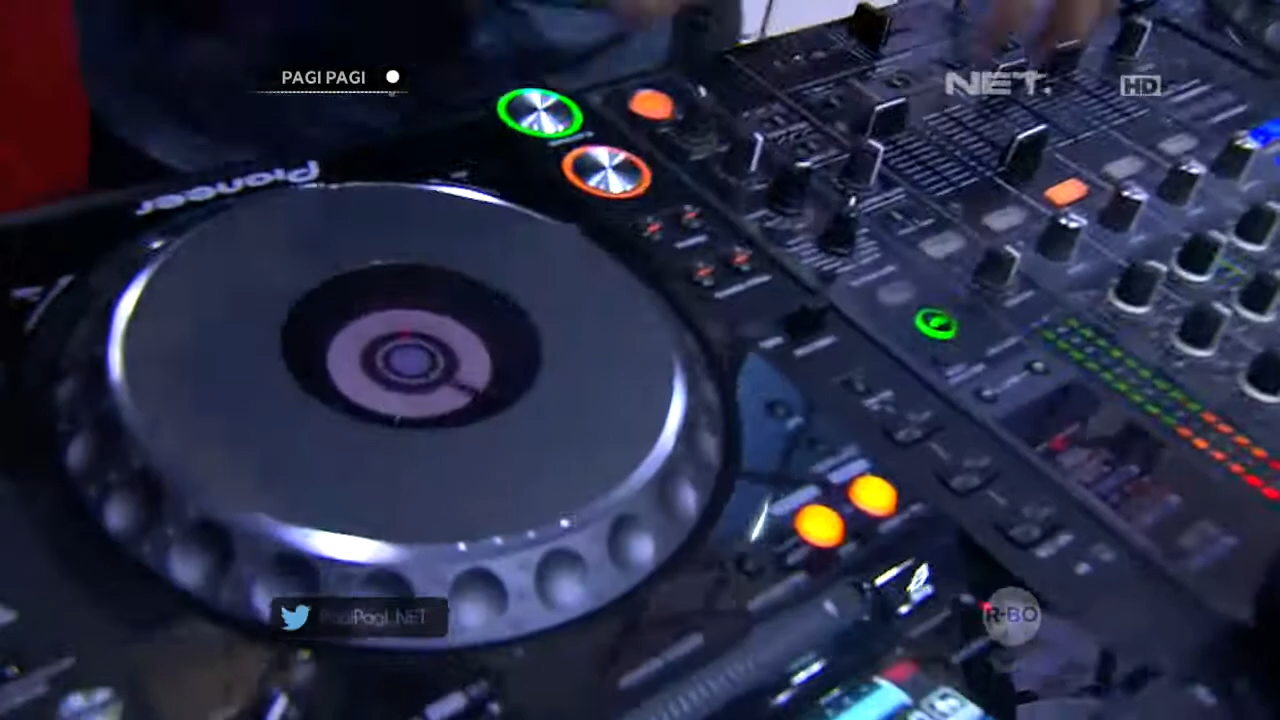 PAGI PAGI
NET.
HD
Pioneer
PagiPagi_NET
R-BO